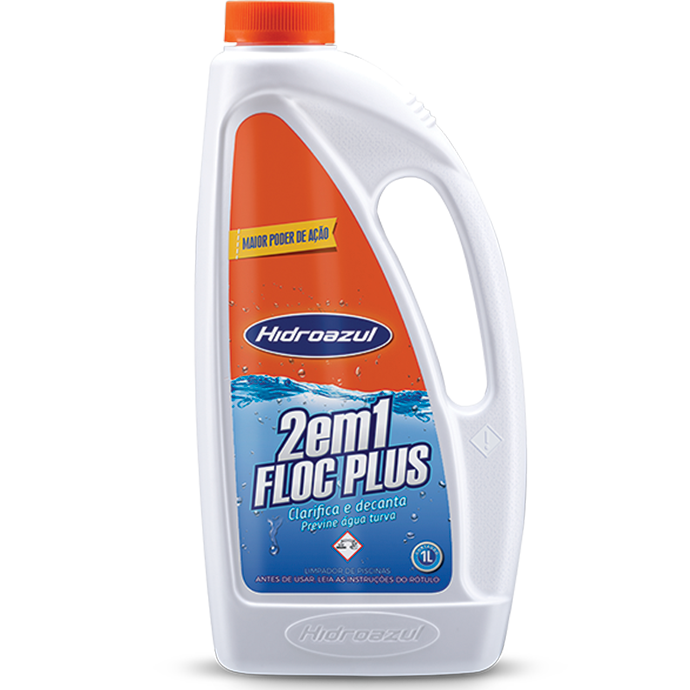 MAIOR PODER DE AÇÃO
Hidroazul
2em1
FLOC PLUS
Clarifica e decanta
Previne água turva
CONTEÚDO
1L
LIMPADOR DE PISCINAS
ANTES DE USAR LEIA AS INSTRUÇÕES DO RÓTULO
Hidroazul